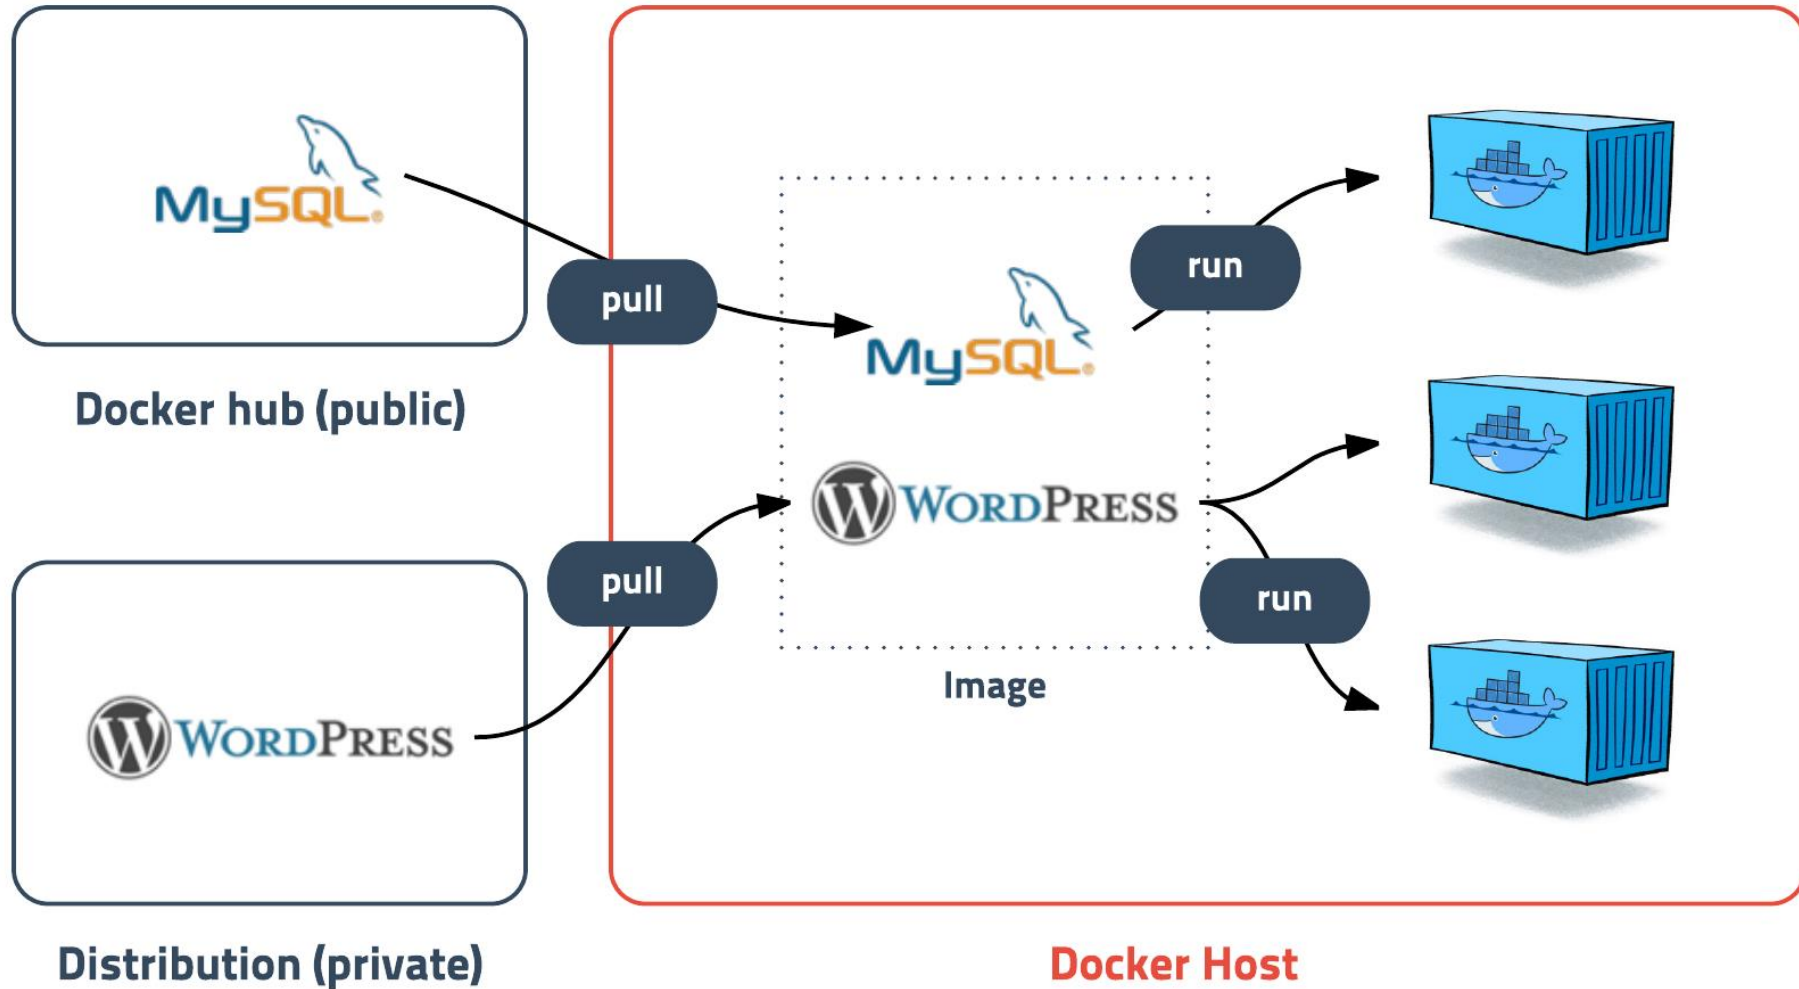 MySQL®
Docker hub (public)
pull
MySQL®
run
WORDPRESS
pull
run
Image
WORDPRESS
Distribution (private)
Docker Host